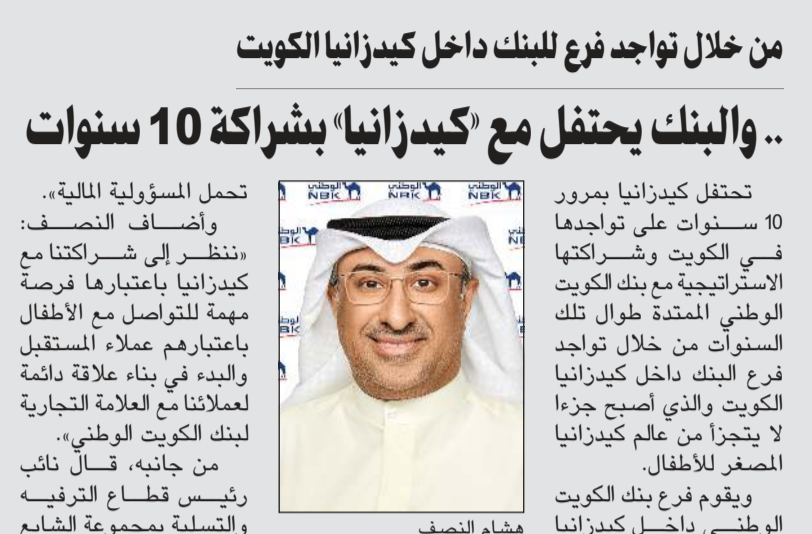 من خلال تواجد فرع للبنك داخل كيدزانيا الكويت
.. والبنك يحتفل مع «كيدزانيا» بشراكة 10 سنوات
تحتفل كيدزانيا بمرور
10 سنوات على تواجدها
في الكويت وشراكتها
الاستراتيجية مع بنك الكويت
الوطني الممتدة طوال تلك
السنوات من خلال تواجد
فرع البنك داخل كيدزانيا
الكويت والذي أصبح جزءا
لا يتجزأ من عالم كيدزانيا
المصغر للأطفال.
ويقوم فرع بنك الكويت
الوطني داخل كيدزانيا
الوطني
NBK
الوطني
NBK
الوطني
NBK
هشام النصف
تحمل المسؤولية المالية».
وأضاف النصف:
«ننظر إلى شراكتنا مع
كيدزانيا باعتبارها فرصة
مهمة للتواصل مع الأطفال
باعتبارهم عملاء المستقبل
والبدء في بناء علاقة دائمة
لعملائنا مع العلامة التجارية
لبنك الكويت الوطني».
من جانبه، قال نائب
رئيس قطاع الترفيه
والتسلية بمجموعة الشايع